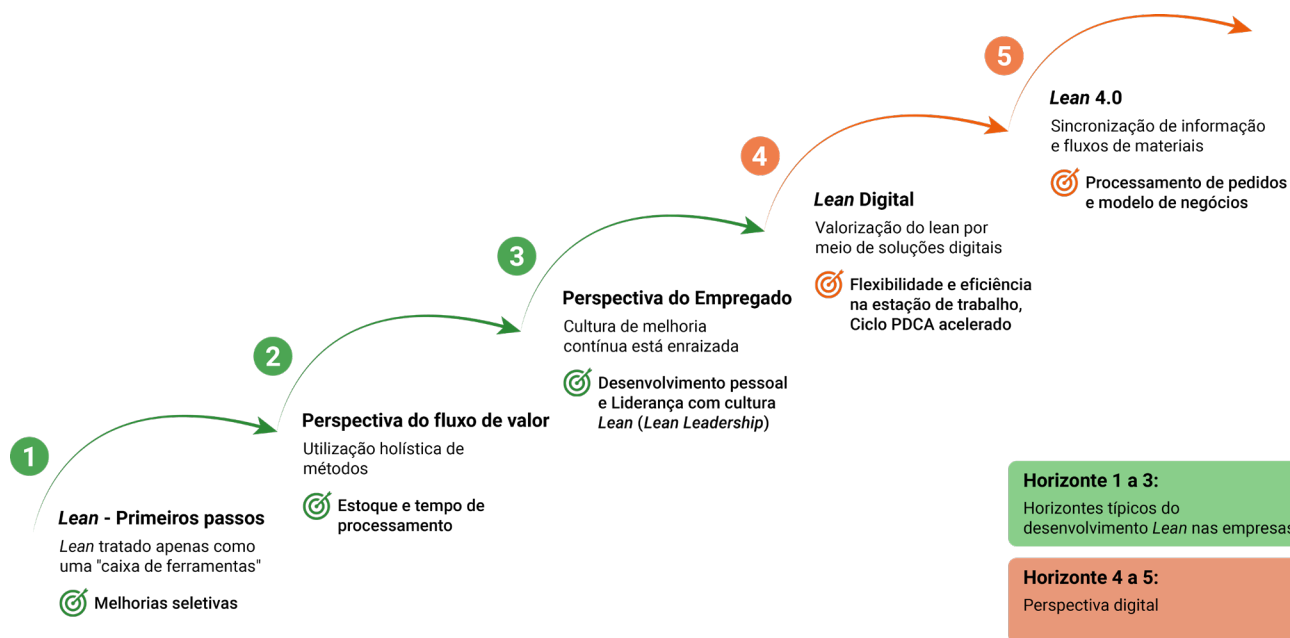 1
Lean - Primeiros passos
Lean tratado apenas como
uma "caixa de ferramentas"
Melhorias seletivas
2
Perspectiva do fluxo de valor
Utilização holística de
métodos
Estoque e tempo de
processamento
3
Perspectiva do Empregado
Cultura de melhoria
contínua está enraizada
Desenvolvimento pessoal
e Liderança com cultura
Lean (Lean Leadership)
4
Lean Digital
Valorização do lean por
meio de soluções digitais
Flexibilidade e eficiência
na estação de trabalho,
Ciclo PDCA acelerado
5
Lean 4.0
Sincronização de informação
e fluxos de materiais
Processamento de pedidos
e modelo de negócios
Horizonte 1 a 3:
Horizontes típicos do
desenvolvimento Lean nas empresas
Horizonte 4 a 5:
Perspectiva digital